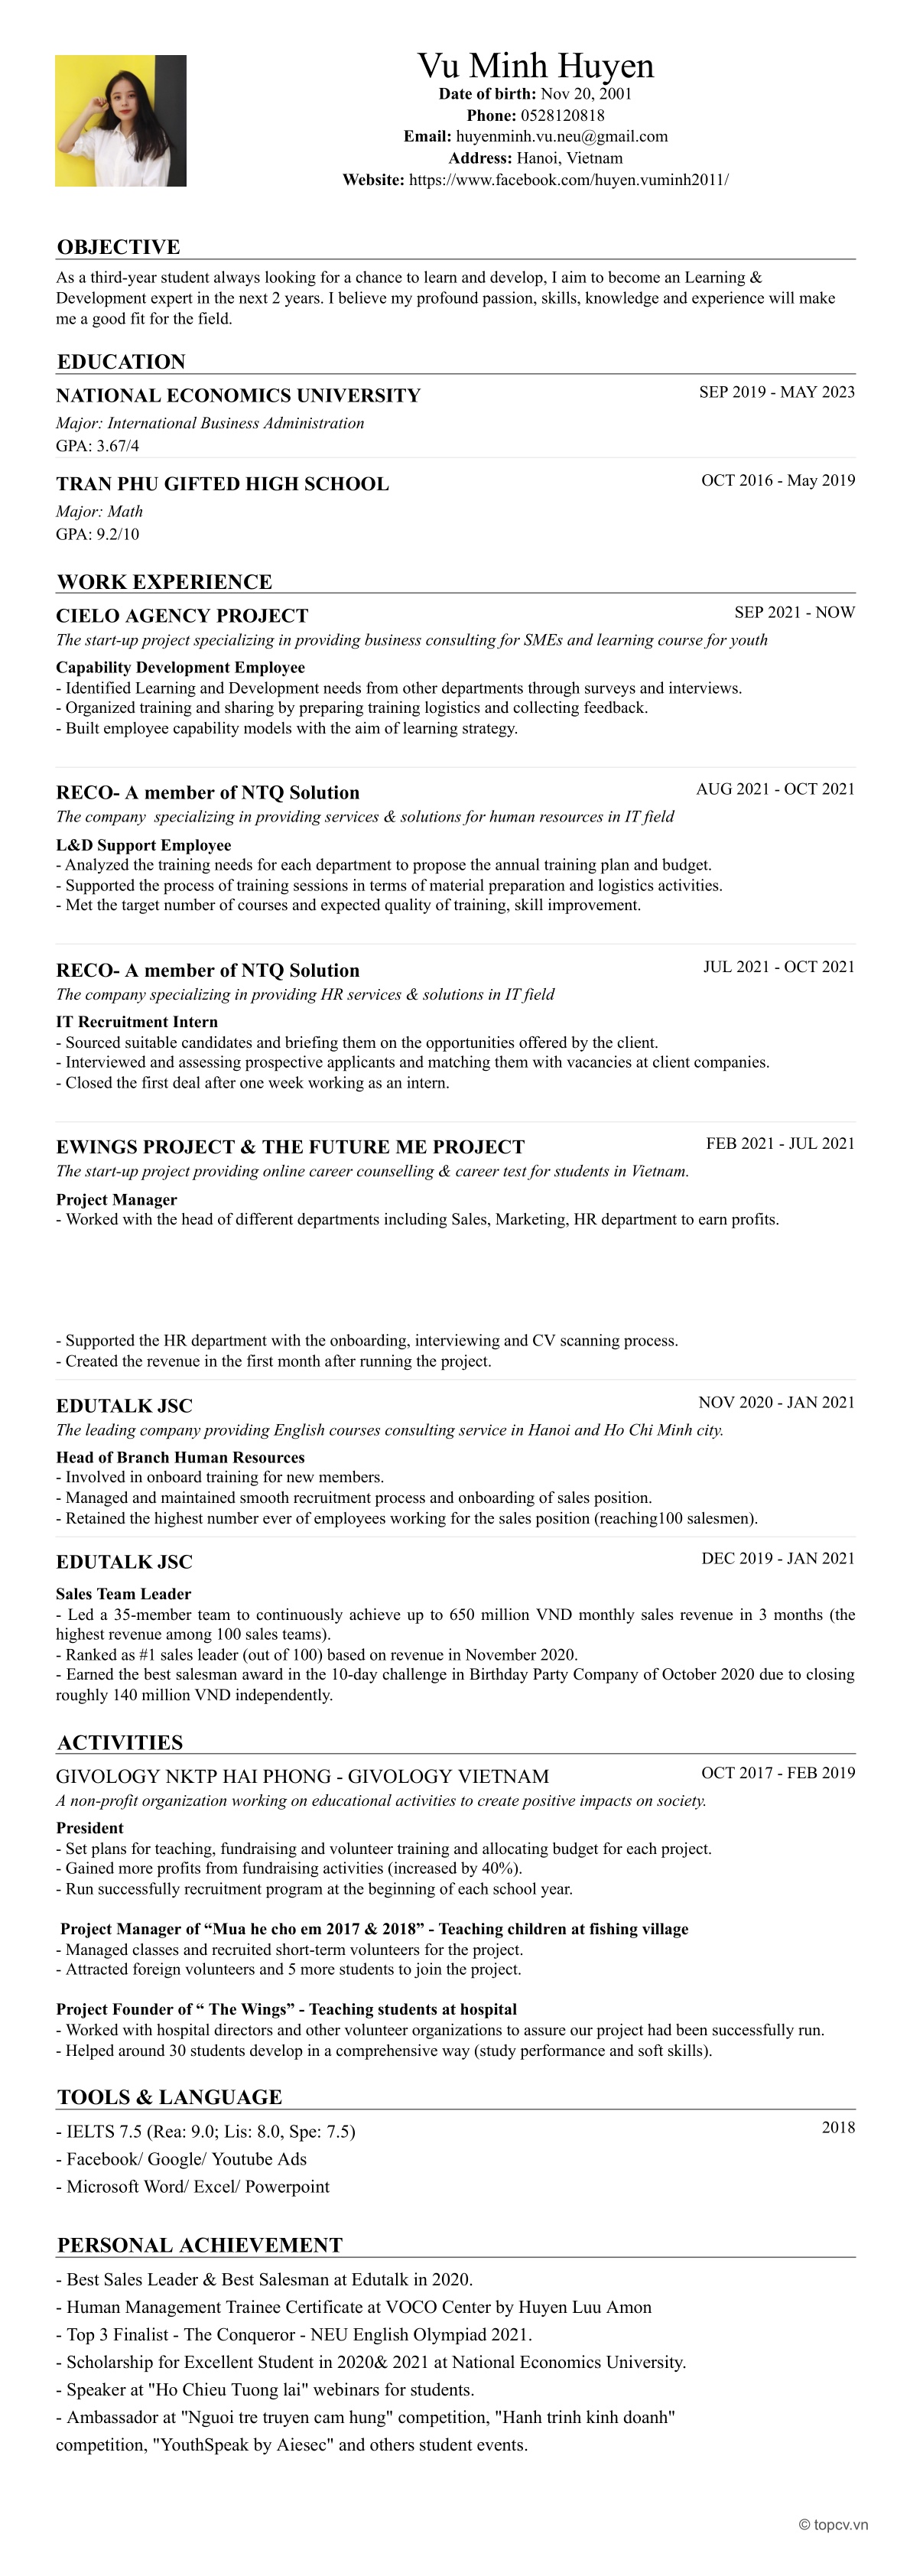 Vu Minh Huyen
Date of birth: Nov 20, 2001
Phone: 0528120818
Email: huyenminh.vu.neu@gmail.com
Address: Hanoi, Vietnam
Website: https://www.facebook.com/huyen.vuminh2011/
OBJECTIVE
As a third-year student always looking for a chance to learn and develop, I aim to become an Learning &
Development expert in the next 2 years. I believe my profound passion, skills, knowledge and experience will make
me a good fit for the field.
EDUCATION
NATIONAL ECONOMICS UNIVERSITY SEP 2019 - MAY 2023
Major: International Business Administration
GPA: 3.67/4
TRAN PHU GIFTED HIGH SCHOOL OCT 2016 - May 2019
Major: Math
GPA: 9.2/10
WORK EXPERIENCE
CIELO AGENCY PROJECT SEP 2021 - NOW
The start-up project specializing in providing business consulting for SMEs and learning course for youth
Capability Development Employee
- Identified Learning and Development needs from other departments through surveys and interviews.
- Organized training and sharing by preparing training logistics and collecting feedback.
- Built employee capability models with the aim of learning strategy.
RECO- A member of NTQ Solution AUG 2021 - OCT 2021
The company specializing in providing services & solutions for human resources in IT field
L&D Support Employee
- Analyzed the training needs for each department to propose the annual training plan and budget.
- Supported the process of training sessions in terms of material preparation and logistics activities.
- Met the target number of courses and expected quality of training, skill improvement.
RECO- A member of NTQ Solution JUL 2021 - OCT 2021
The company specializing in providing HR services & solutions in IT field
IT Recruitment Intern
- Sourced suitable candidates and briefing them on the opportunities offered by the client.
- Interviewed and assessing prospective applicants and matching them with vacancies at client companies.
- Closed the first deal after one week working as an intern.
EWINGS PROJECT & THE FUTURE ME PROJECT FEB 2021 - JUL 2021
The start-up project providing online career counselling & career test for students in Vietnam.
Project Manager
- Worked with the head of different departments including Sales, Marketing, HR department to earn profits.
- Supported the HR department with the onboarding, interviewing and CV scanning process.
- Created the revenue in the first month after running the project.
EDUTALK JSC NOV 2020 - JAN 2021
The leading company providing English courses consulting service in Hanoi and Ho Chi Minh city.
Head of Branch Human Resources
- Involved in onboard training for new members.
- Managed and maintained smooth recruitment process and onboarding of sales position.
- Retained the highest number ever of employees working for the sales position (reaching100 salesmen).
EDUTALK JSC DEC 2019 - JAN 2021
Sales Team Leader
- Led a 35-member team to continuously achieve up to 650 million VND monthly sales revenue in 3 months (the
highest revenue among 100 sales teams).
- Ranked as #1 sales leader (out of 100) based on revenue in November 2020.
- Earned the best salesman award in the 10-day challenge in Birthday Party Company of October 2020 due to closing
roughly 140 million VND independently.
ACTIVITIES
GIVOLOGY NKTP HAI PHONG - GIVOLOGY VIETNAM OCT 2017 - FEB 2019
A non-profit organization working on educational activities to create positive impacts on society.
President
- Set plans for teaching, fundraising and volunteer training and allocating budget for each project.
- Gained more profits from fundraising activities (increased by 40%).
- Run successfully recruitment program at the beginning of each school year.
Project Manager of “Mua he cho em 2017 & 2018” - Teaching children at fishing village
- Managed classes and recruited short-term volunteers for the project.
- Attracted foreign volunteers and 5 more students to join the project.
Project Founder of “ The Wings” - Teaching students at hospital
- Worked with hospital directors and other volunteer organizations to assure our project had been successfully run.
- Helped around 30 students develop in a comprehensive way (study performance and soft skills).
TOOLS & LANGUAGE
- IELTS 7.5 (Rea: 9.0; Lis: 8.0, Spe: 7.5) 2018
- Facebook/ Google/ Youtube Ads
- Microsoft Word/ Excel/ Powerpoint
PERSONAL ACHIEVEMENT
- Best Sales Leader & Best Salesman at Edutalk in 2020.
- Human Management Trainee Certificate at VOCO Center by Huyen Luu Amon
- Top 3 Finalist - The Conqueror - NEU English Olympiad 2021.
- Scholarship for Excellent Student in 2020& 2021 at National Economics University.
- Speaker at "Ho Chieu Tuong lai" webinars for students.
- Ambassador at "Nguoi tre truyen cam hung" competition, "Hanh trinh kinh doanh"
competition, "YouthSpeak by Aiesec" and others student events.
© topcv.vn